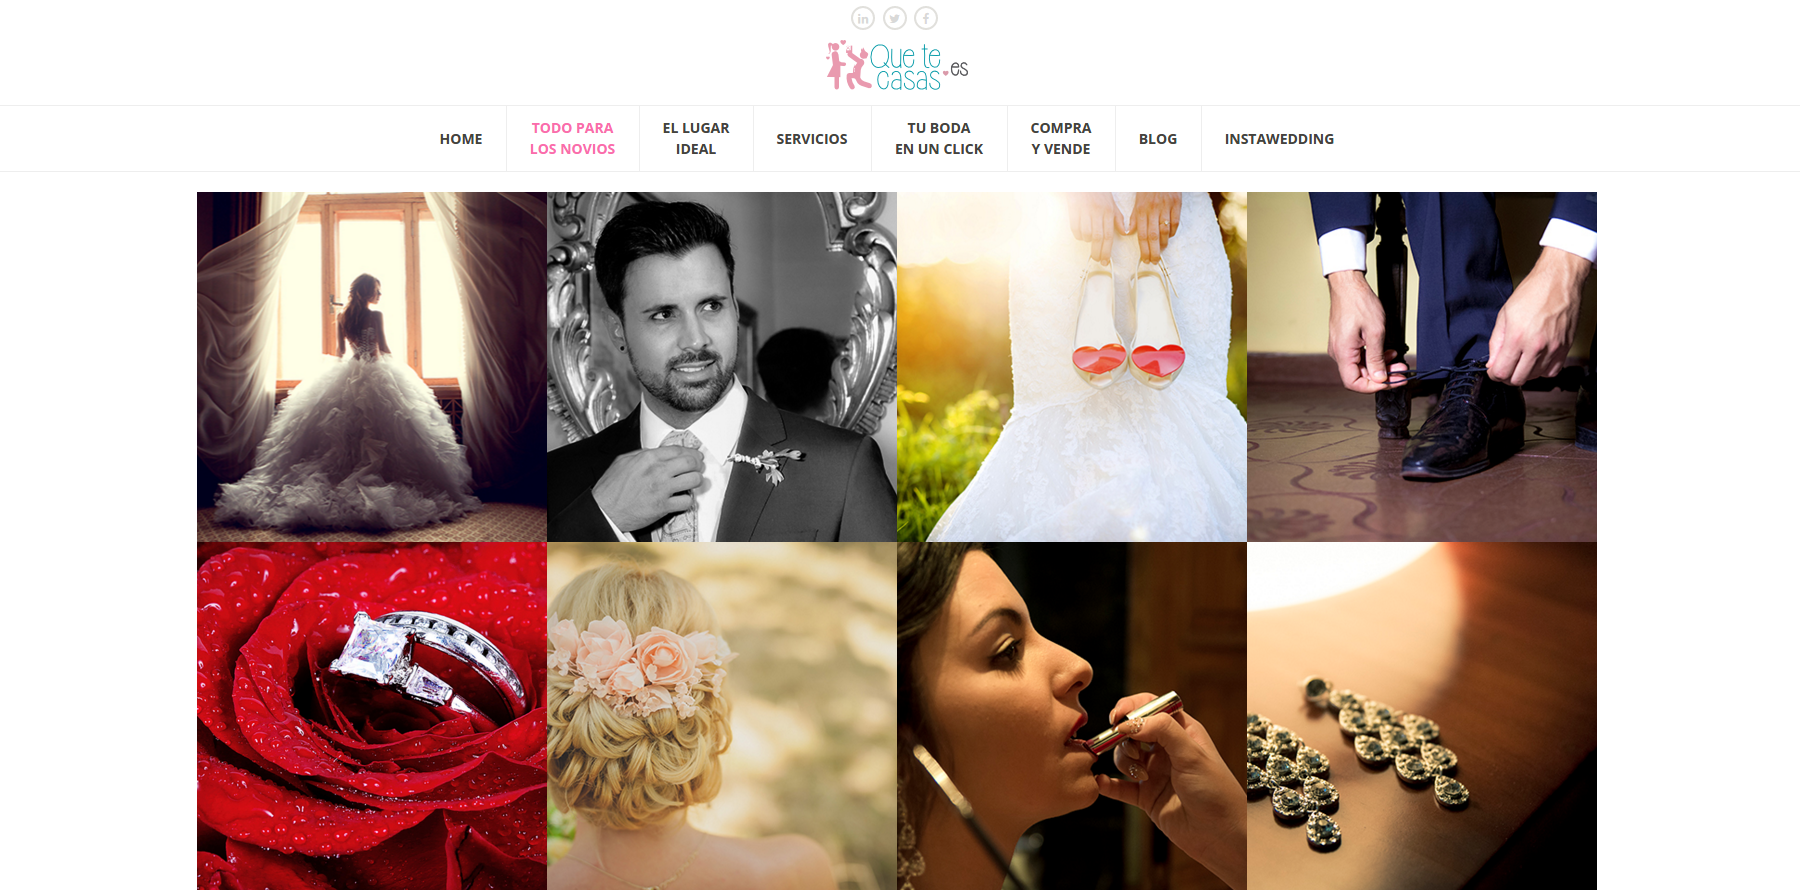 in
f
Que te
casas.es
HOME
TODO PARA
LOS NOVIOS
EL LUGAR
IDEAL
SERVICIOS
TU BODA
EN UN CLICK
COMPRA
Y VENDE
BLOG
INSTAWEDDING